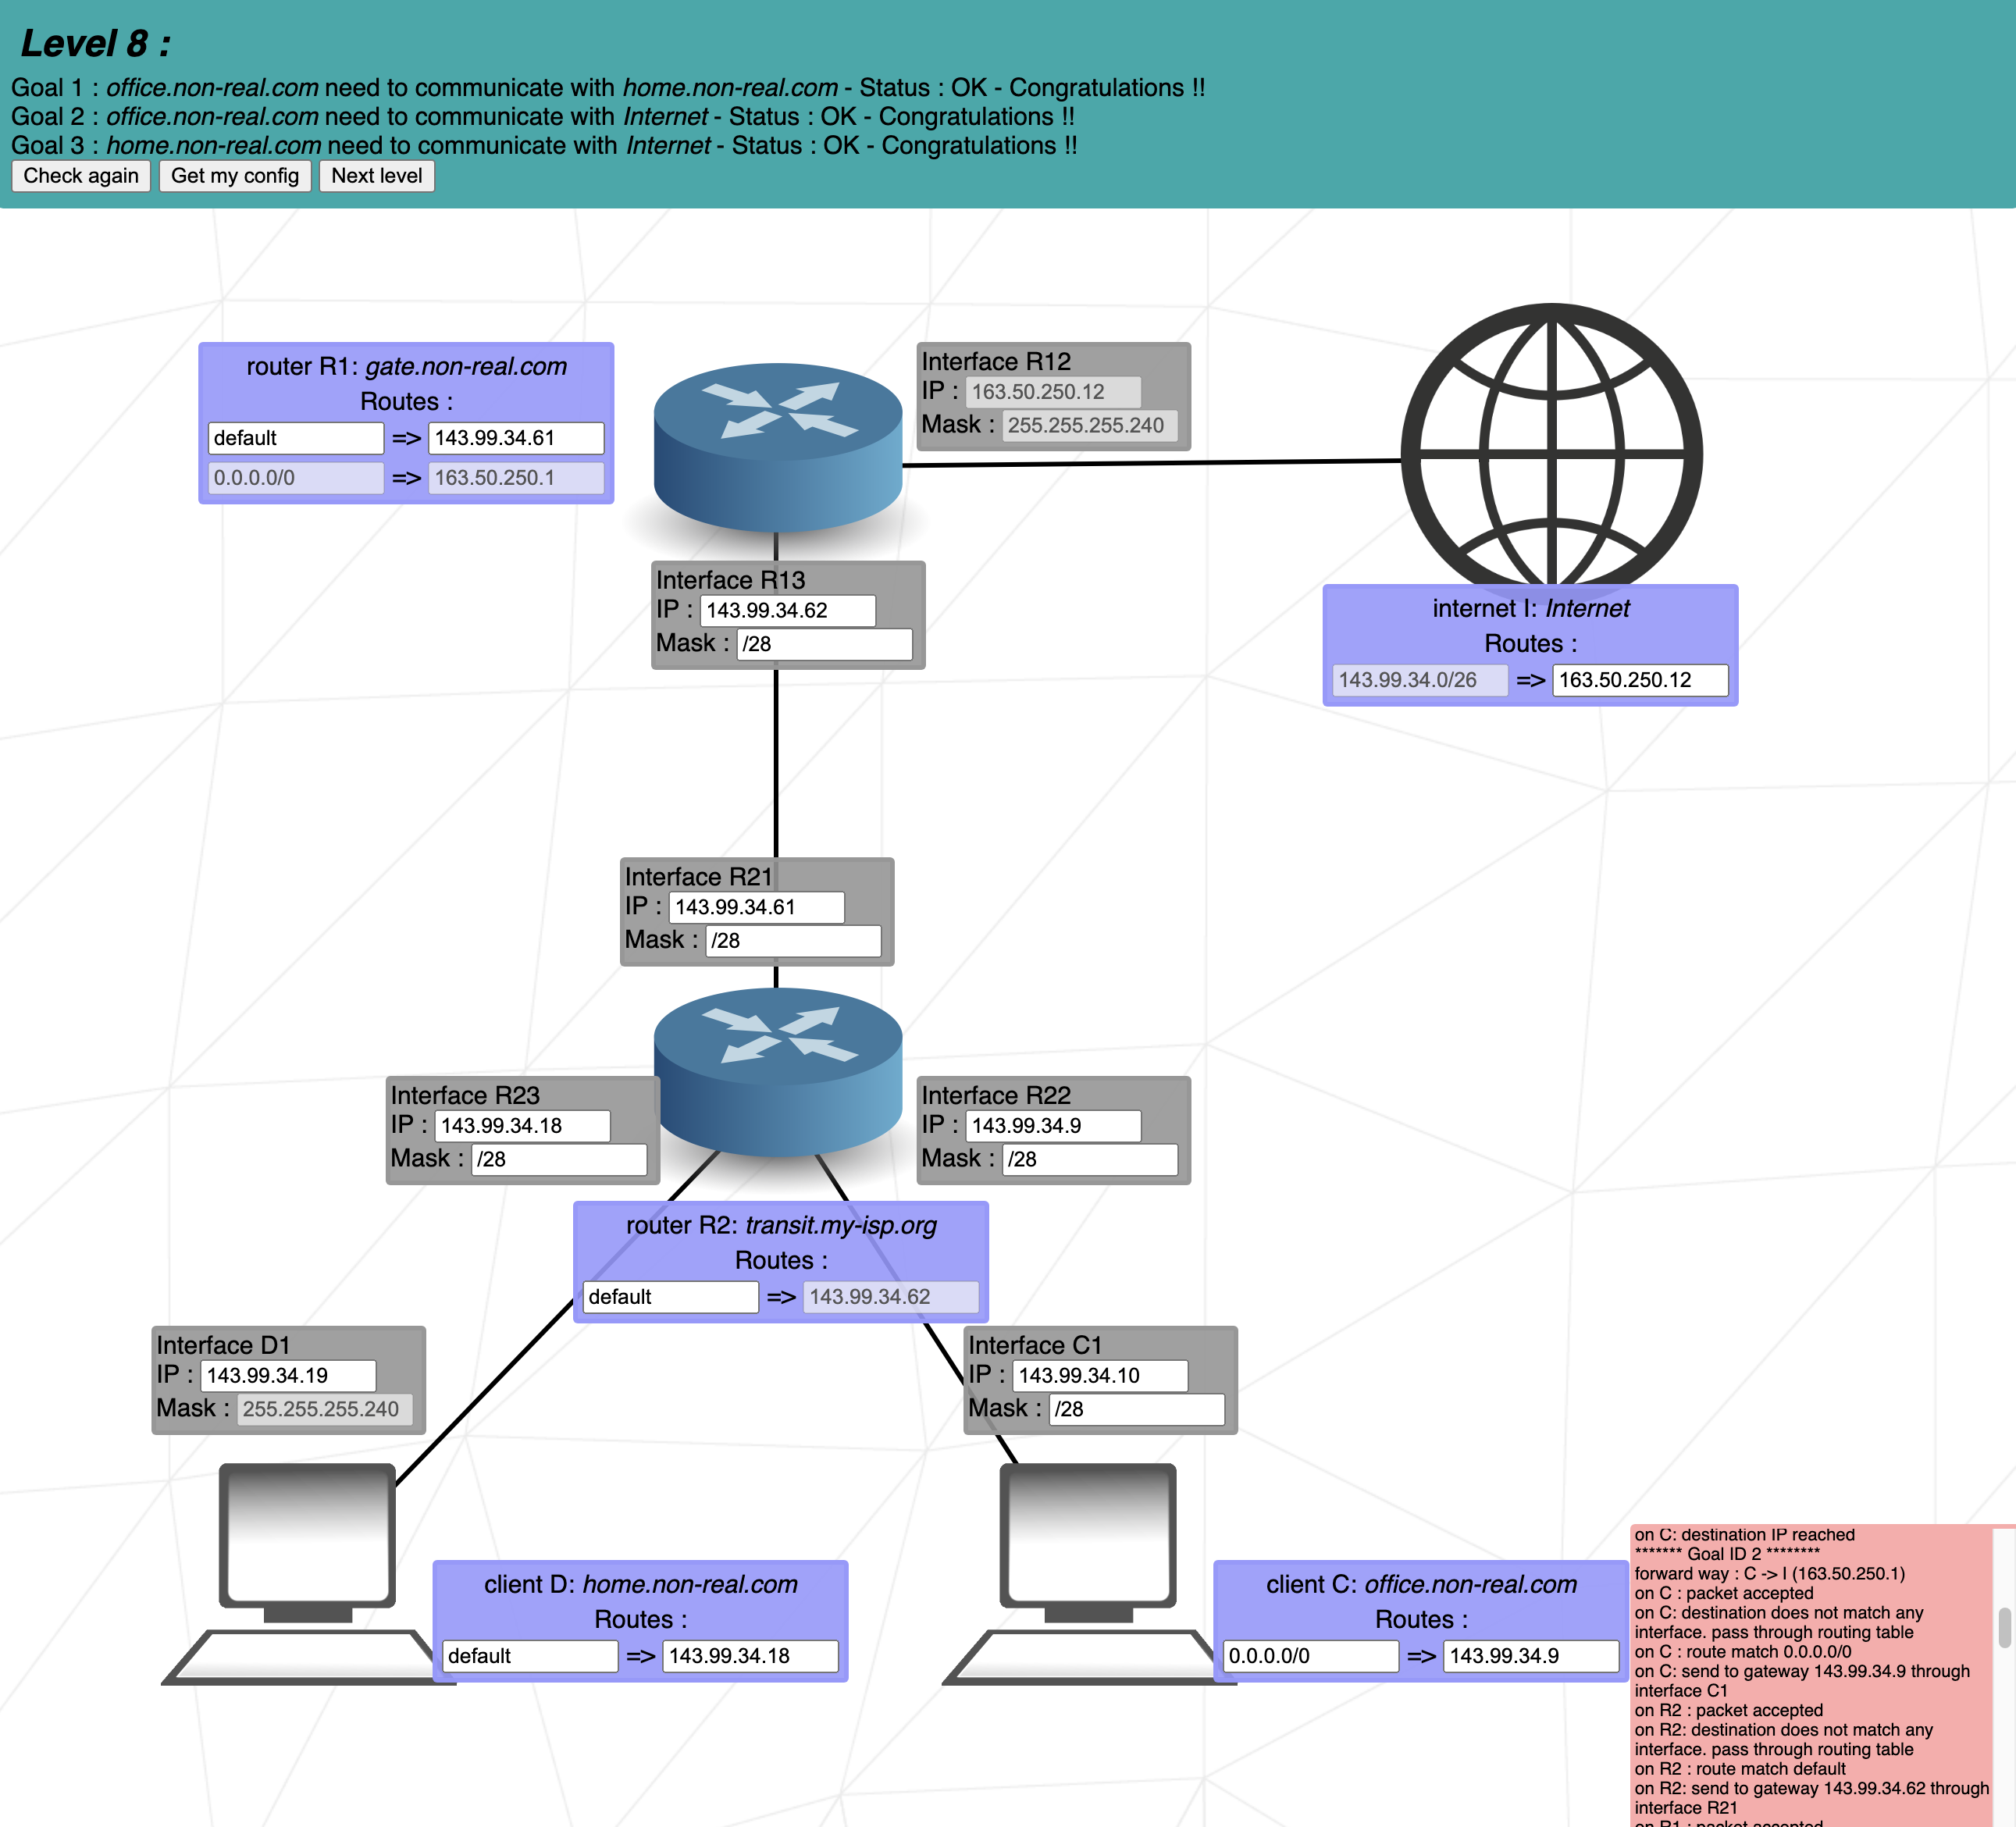 Level 8 :
Goal 1 : office.non-real.com need to communicate with home.non-real.com - Status : OK - Congratulations !!
Goal 2 : office.non-real.com need to communicate with Internet - Status : OK - Congratulations !!
Goal 3 : home.non-real.com need to communicate with Internet - Status : OK - Congratulations !!
Check again Get my config Next level
router R1: gate.non-real.com
Routes :
default => 143.99.34.61
0.0.0.0/0 => 163.50.250.1
Interface R12
IP : 163.50.250.12
Mask : 255.255.255.240
Interface R13
IP : 143.99.34.62
Mask : /28
internet I: Internet
Routes :
143.99.34.0/26 => 163.50.250.12
Interface R21
IP : 143.99.34.61
Mask : /28
Interface R23
IP : 143.99.34.18
Mask : /28
Interface R22
IP : 143.99.34.9
Mask : /28
router R2: transit.my-isp.org
Routes :
default => 143.99.34.62
Interface D1
IP : 143.99.34.19
Mask : 255.255.255.240
Interface C1
IP : 143.99.34.10
Mask : /28
client D: home.non-real.com
Routes :
default => 143.99.34.18
client C: office.non-real.com
Routes :
0.0.0.0/0 => 143.99.34.9
on C: destination IP reached
******* Goal ID 2 ********
forward way : C -> I (163.50.250.1)
on C : packet accepted
on C: destination does not match any
interface. pass through routing table
on C : route match 0.0.0.0/0
on C: send to gateway 143.99.34.9 through
interface C1
on R2 : packet accepted
on R2: destination does not match any
interface. pass through routing table
on R2 : route match default
on R2: send to gateway 143.99.34.62 through
interface R21
on R1 : packet accepted